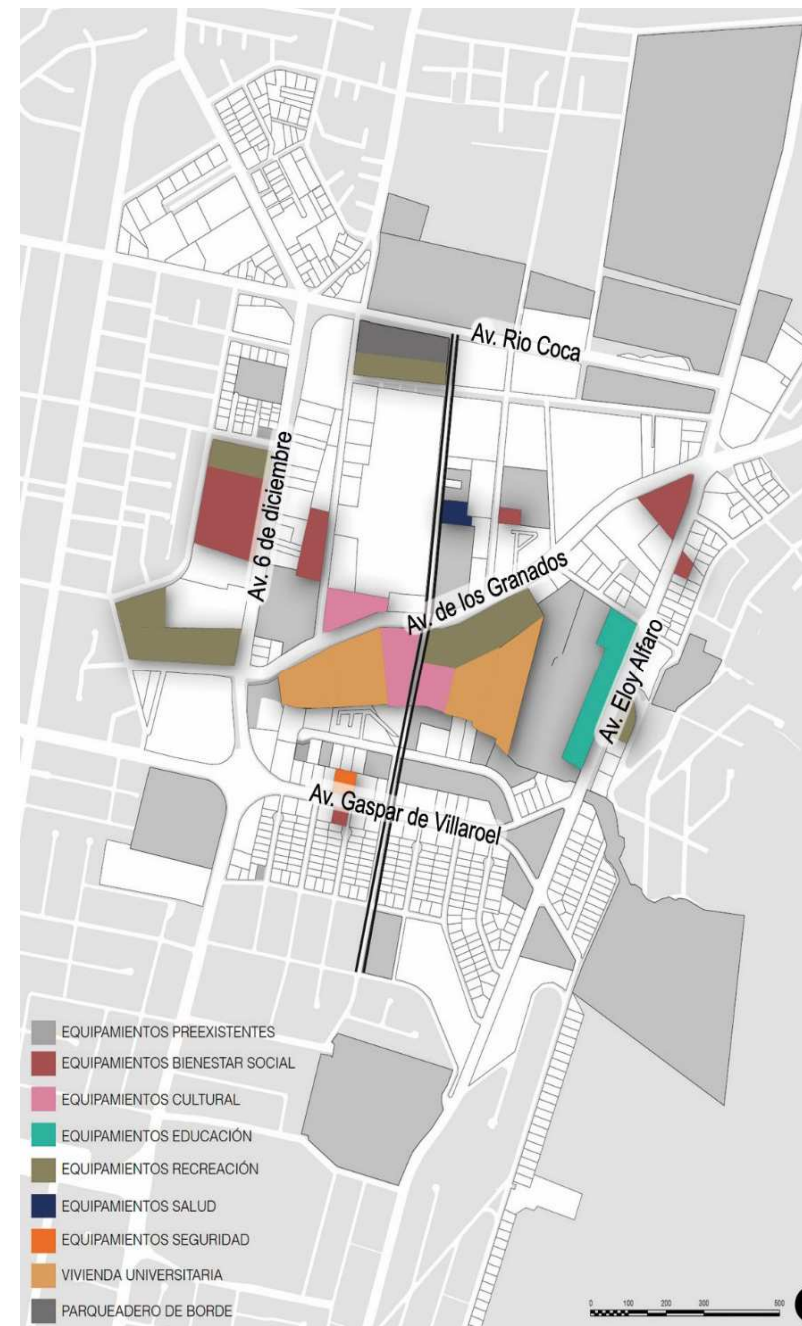 Av. Rio Coca
Av. 6 de diciembre
Av. de los Granados
Av. Eloy Alfaro
Av. Gaspar de Villaroel
EQUIPAMIENTOS PREEXISTENTES
EQUIPAMIENTOS BIENESTAR SOCIAL
EQUIPAMIENTOS CULTURAL
EQUIPAMIENTOS EDUCACIÓN
EQUIPAMIENTOS RECREACIÓN
EQUIPAMIENTOS SALUD
EQUIPAMIENTOS SEGURIDAD
VIVIENDA UNIVERSITARIA
PARQUEADERO DE BORDE
0 100 200 300 500